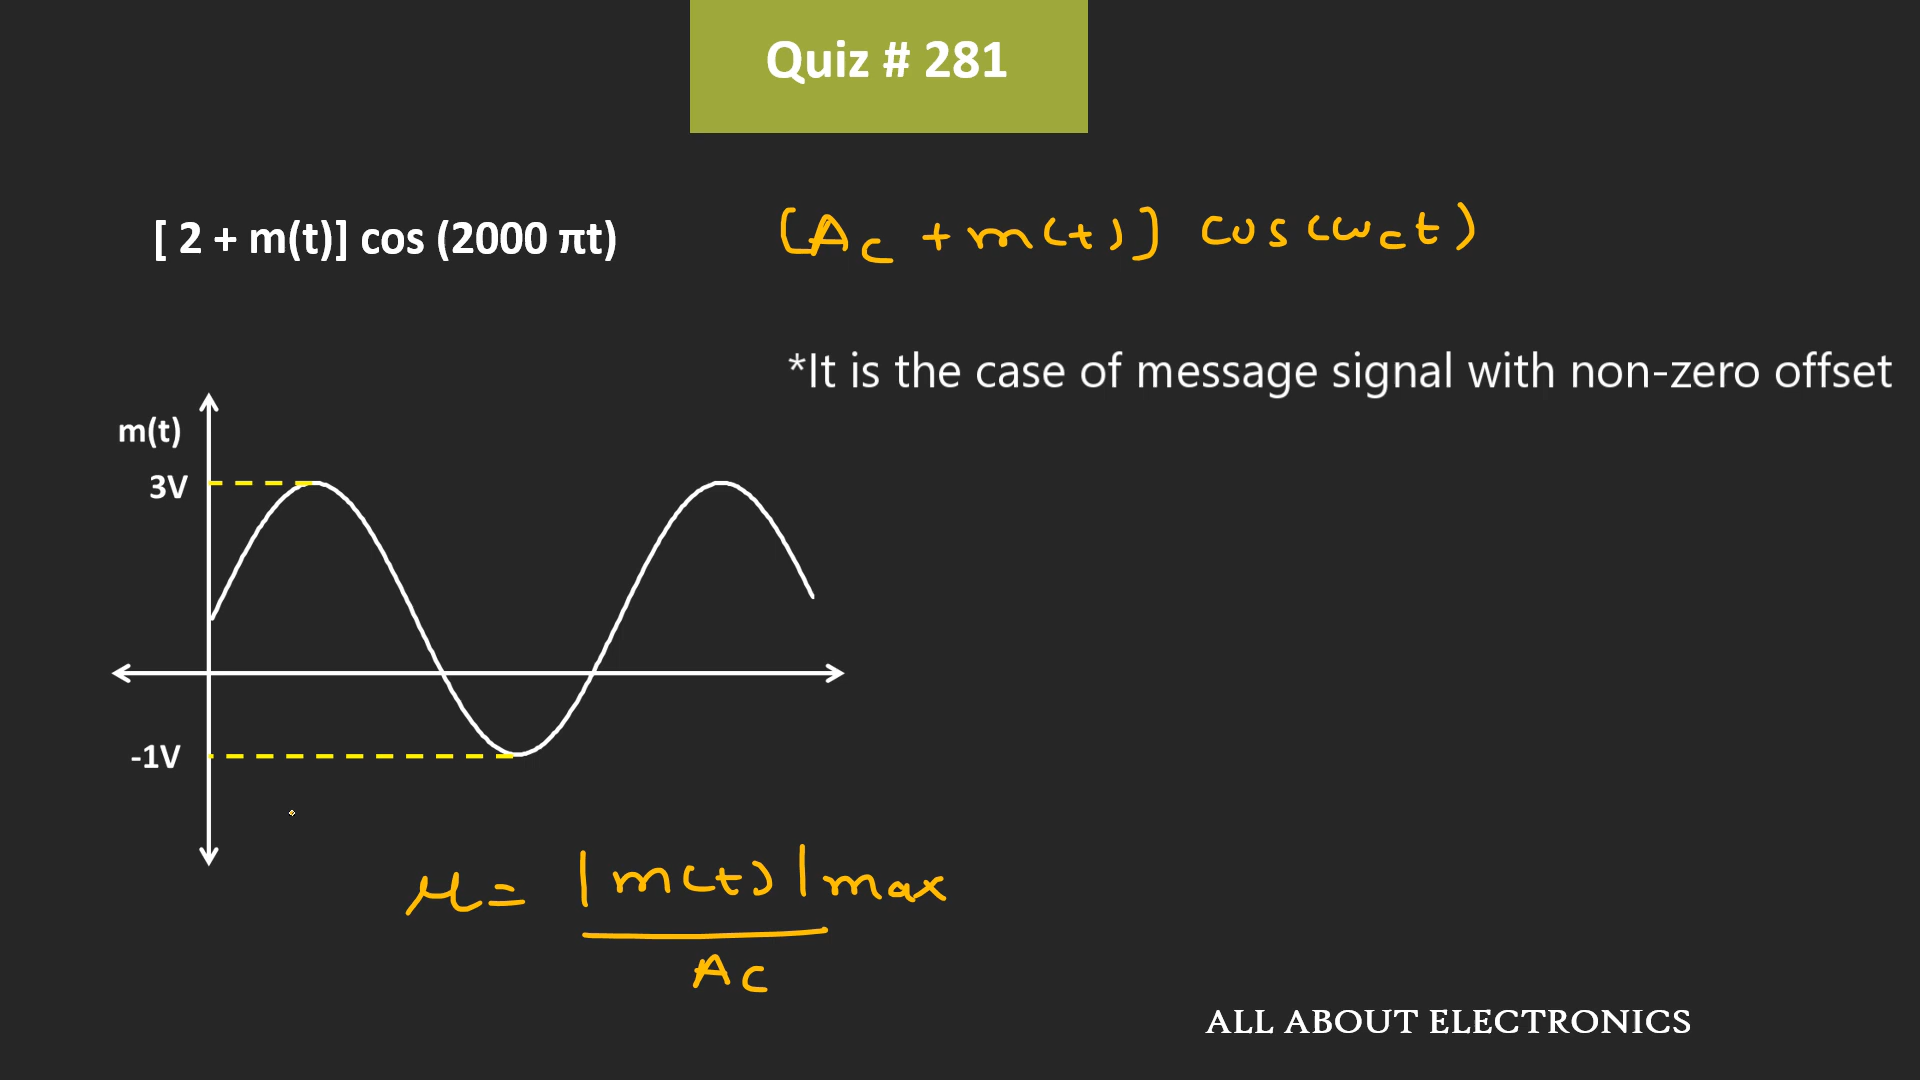 Quiz # 281
[ 2 + m(t)] cos (2000 πt)
[Ac + m(t)] cos(ωct)
*It is the case of message signal with non-zero offset
m(t)
3V
-1V
μ = |m(t)|max
Ac
ALL ABOUT ELECTRONICS